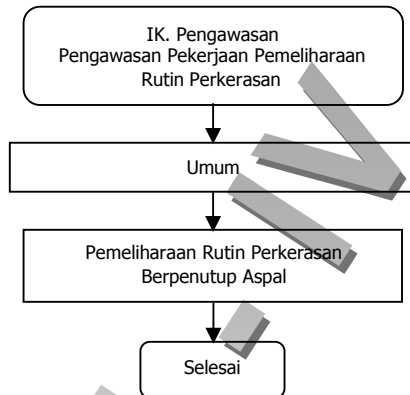 IK. Pengawasan
Pengawasan Pekerjaan Pemeliharaan
Rutin Perkerasan
Umum
Pemeliharaan Rutin Perkerasan
Berpenutup Aspal
Selesai